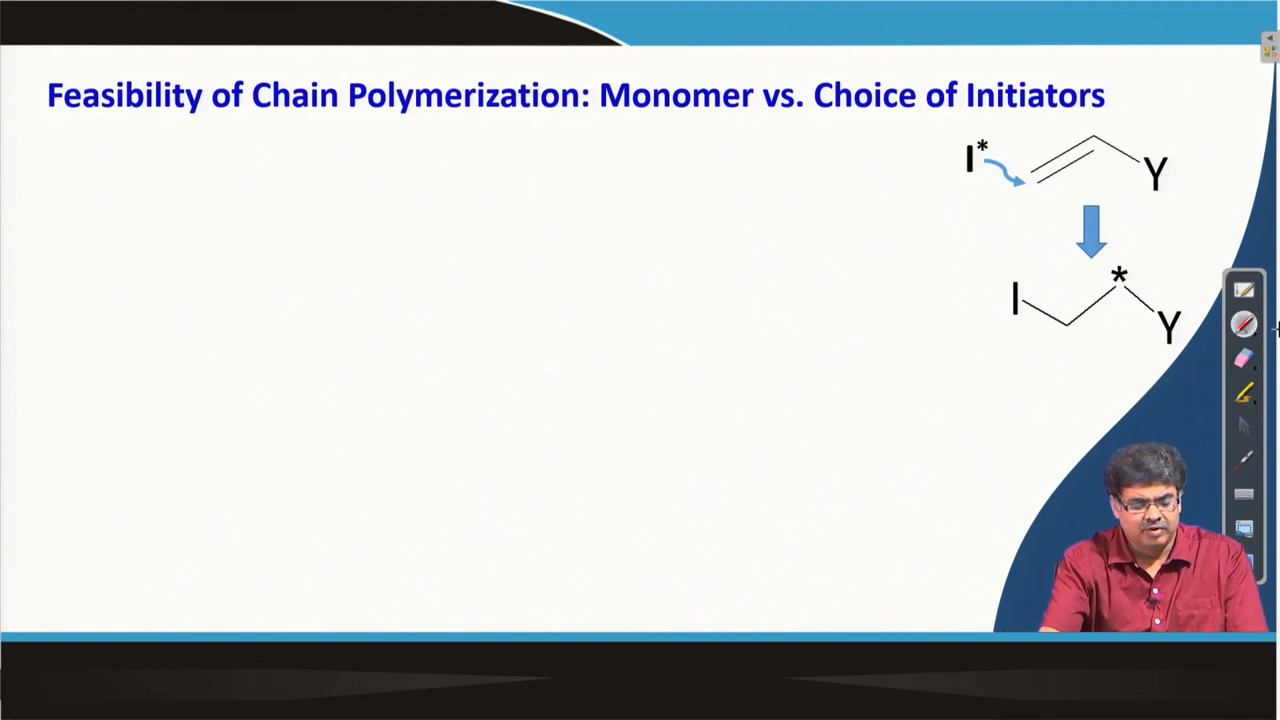 Feasibility of Chain Polymerization: Monomer vs. Choice of Initiators
I*
Y
*
I
Y